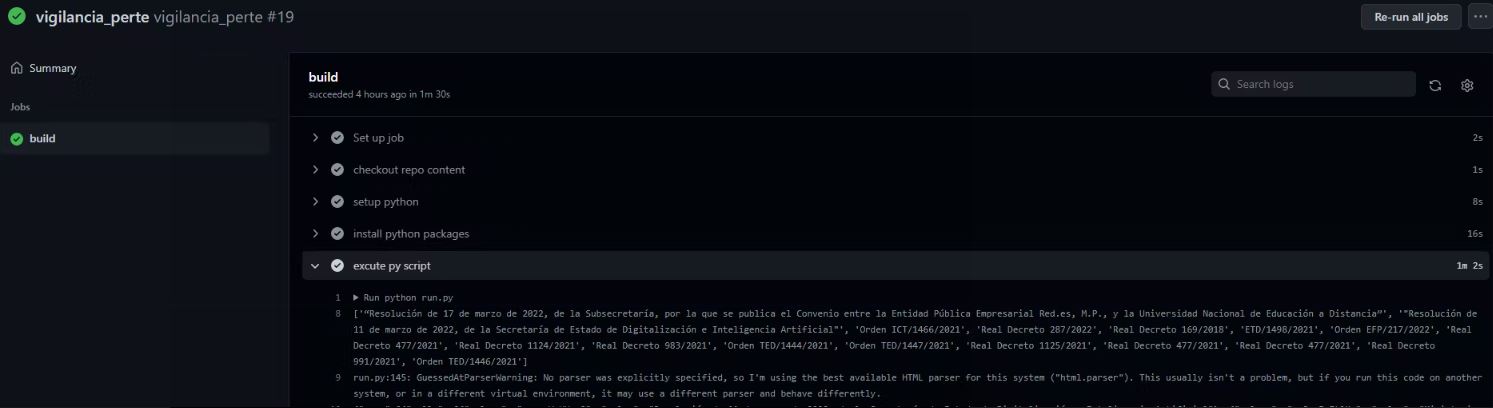 vigilancia_perte vigilancia_perte #19
Re-run all jobs
Summary
build
succeeded 4 hours ago in 1m 30s
Search logs
Jobs
build
Set up job 2s
checkout repo content 1s
setup python 8s
install python packages 16s
excute py script 1m 2s
1 Run python run.py
8 ['“Resolución de 17 de marzo de 2022, de la Subsecretaría, por la que se publica el Convenio entre la Entidad Pública Empresarial Red.es, M.P., y la Universidad Nacional de Educación a Distancia”', '"Resolución de
11 de marzo de 2022, de la Secretaría de Estado de Digitalización e Inteligencia Artificial"', 'Orden ICT/1466/2021', 'Real Decreto 287/2022', 'Real Decreto 169/2018', 'ETD/1498/2021', 'Orden EFP/217/2022', 'Real
Decreto 477/2021', 'Real Decreto 1124/2021', 'Real Decreto 983/2021', 'Orden TED/1444/2021', 'Orden TED/1447/2021', 'Real Decreto 1125/2021', 'Real Decreto 477/2021', 'Real Decreto 477/2021', 'Real Decreto
991/2021', 'Orden TED/1446/2021']
9 run.py:145: GuessedAtParserWarning: No parser was explicitly specified, so I'm using the best available HTML parser for this system ("html.parser"). This usually isn't a problem, but if you run this code on another
system, or in a different virtual environment, it may use a different parser and behave differently.